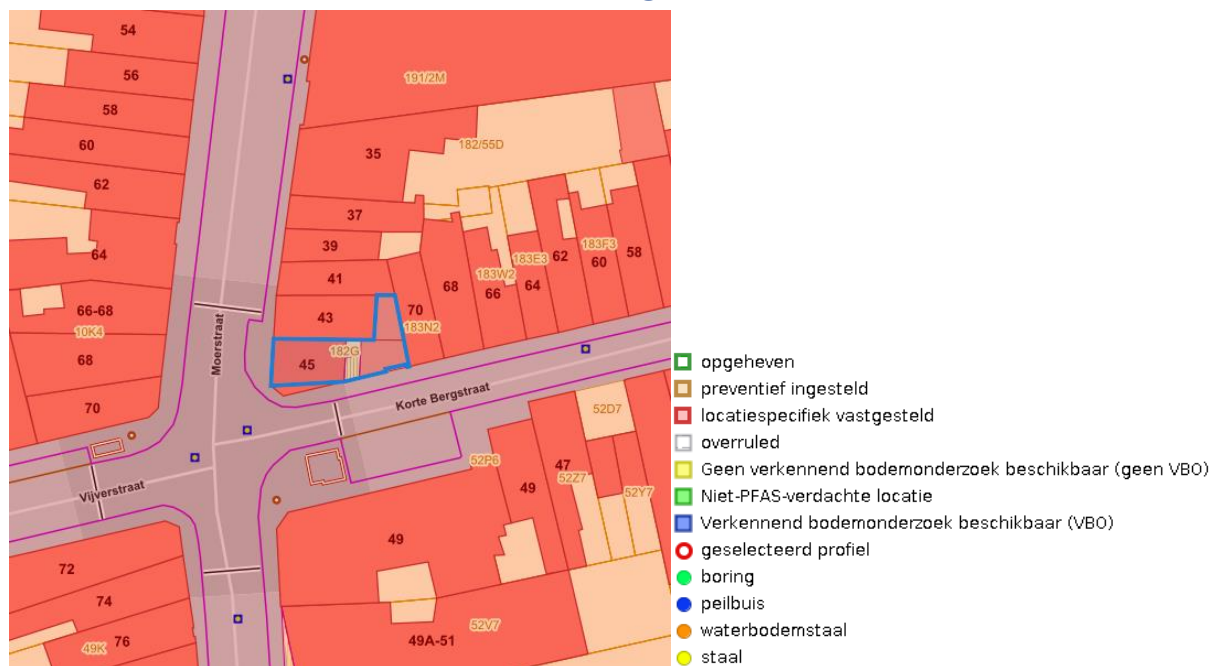 54
56
191/2M
58
60
35
182/55D
62
37
64
39
183F3
62
60
58
183E3
41
68
183W2
66
64
66-68
10K4
43
70
183N2
Moerstraat
182G
45
68
70
Korte Bergstraat
52D7
52P6
47
Vijverstraat
49
52Z7
52Y7
49
72
74
76
49K
52V7
49A-51
opgeheven
preventief ingesteld
locatiespecifiek vastgesteld
overruled
Geen verkennend bodemonderzoek beschikbaar (geen VBO)
Niet-PFAS-verdachte locatie
Verkennend bodemonderzoek beschikbaar (VBO)
geselecteerd profiel
boring
peilbuis
waterbodemstaal
staal